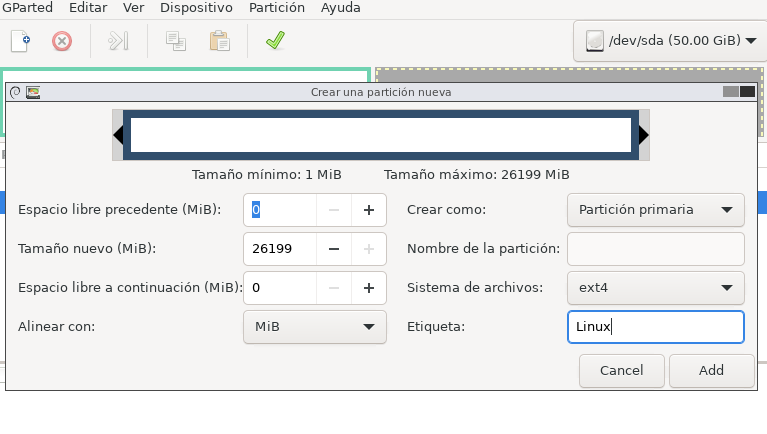 GParted Editar Ver Dispositivo Partición Ayuda
/dev/sda (50.00 GiB)
Crear una partición nueva
Tamaño mínimo: 1 MiB Tamaño máximo: 26199 MiB
Espacio libre precedente (MiB): 0 Crear como: Partición primaria
Tamaño nuevo (MiB): 26199 Nombre de la partición:
Espacio libre a continuación (MiB): 0 Sistema de archivos: ext4
Alinear con: MiB Etiqueta: Linux
Cancel Add